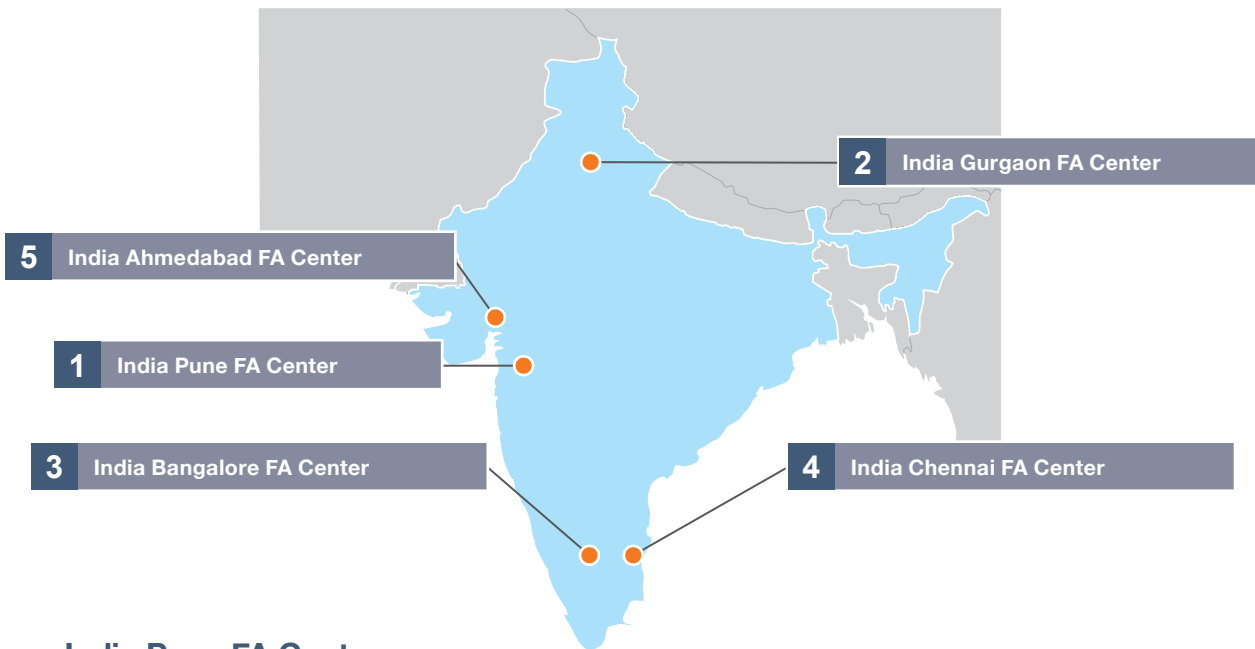 2 India Gurgaon FA Center
5 India Ahmedabad FA Center
1 India Pune FA Center
3 India Bangalore FA Center
4 India Chennai FA Center